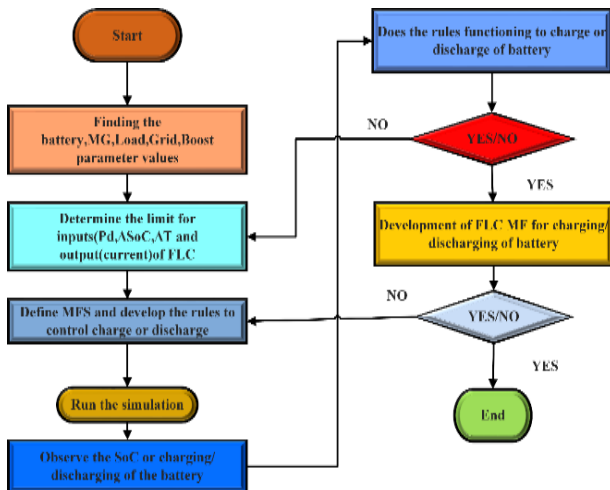 Start
Finding the
battery,MG,Load,Grid,Boost
parameter values
Determine the limit for
inputs(Pd,ASoC,AT and
output(current)of FLC
Define MFS and develop the rules to
control charge or discharge
Run the simulation
Observe the SoC or charging/
discharging of the battery
Does the rules functioning to charge or
discharge of battery
NO
YES/NO
YES
Development of FLC MF for charging/
discharging of battery
NO
YES/NO
YES
End